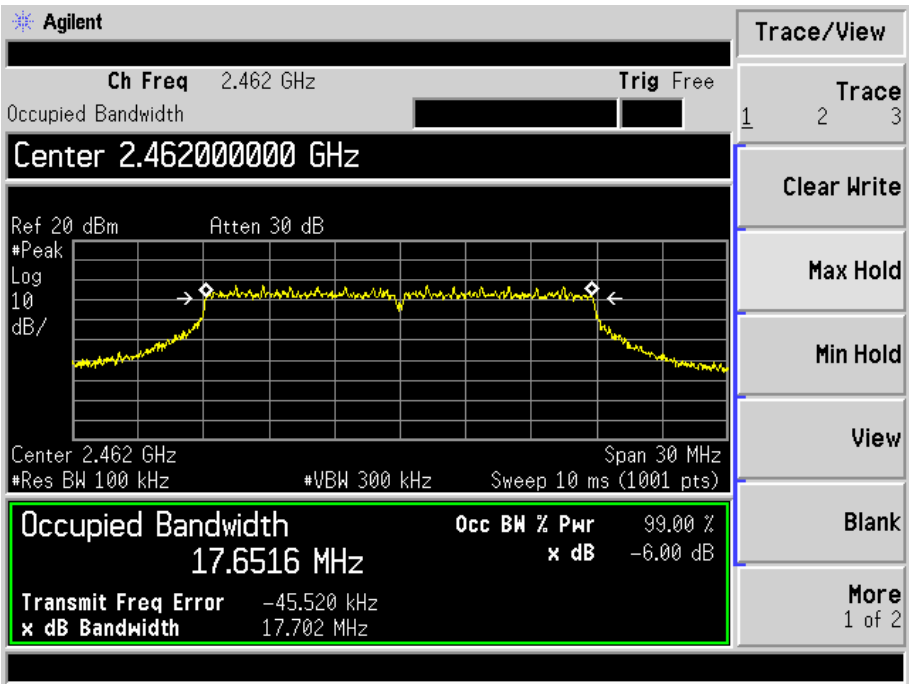 Agilent
Trace/View
Ch Freq 2.462 GHz Trig Free
Occupied Bandwidth
Trace
1 2 3
Center 2.462000000 GHz
Clear Write
Ref 20 dBm Atten 30 dB
#Peak
Log
10
dB/
Max Hold
Min Hold
View
Center 2.462 GHz Span 30 MHz
#Res BW 100 kHz #VBW 300 kHz Sweep 10 ms (1001 pts)
Occupied Bandwidth Occ BW % Pwr 99.00 %
17.6516 MHz x dB -6.00 dB
Blank
Transmit Freq Error -45.520 kHz
x dB Bandwidth 17.702 MHz
More
1 of 2